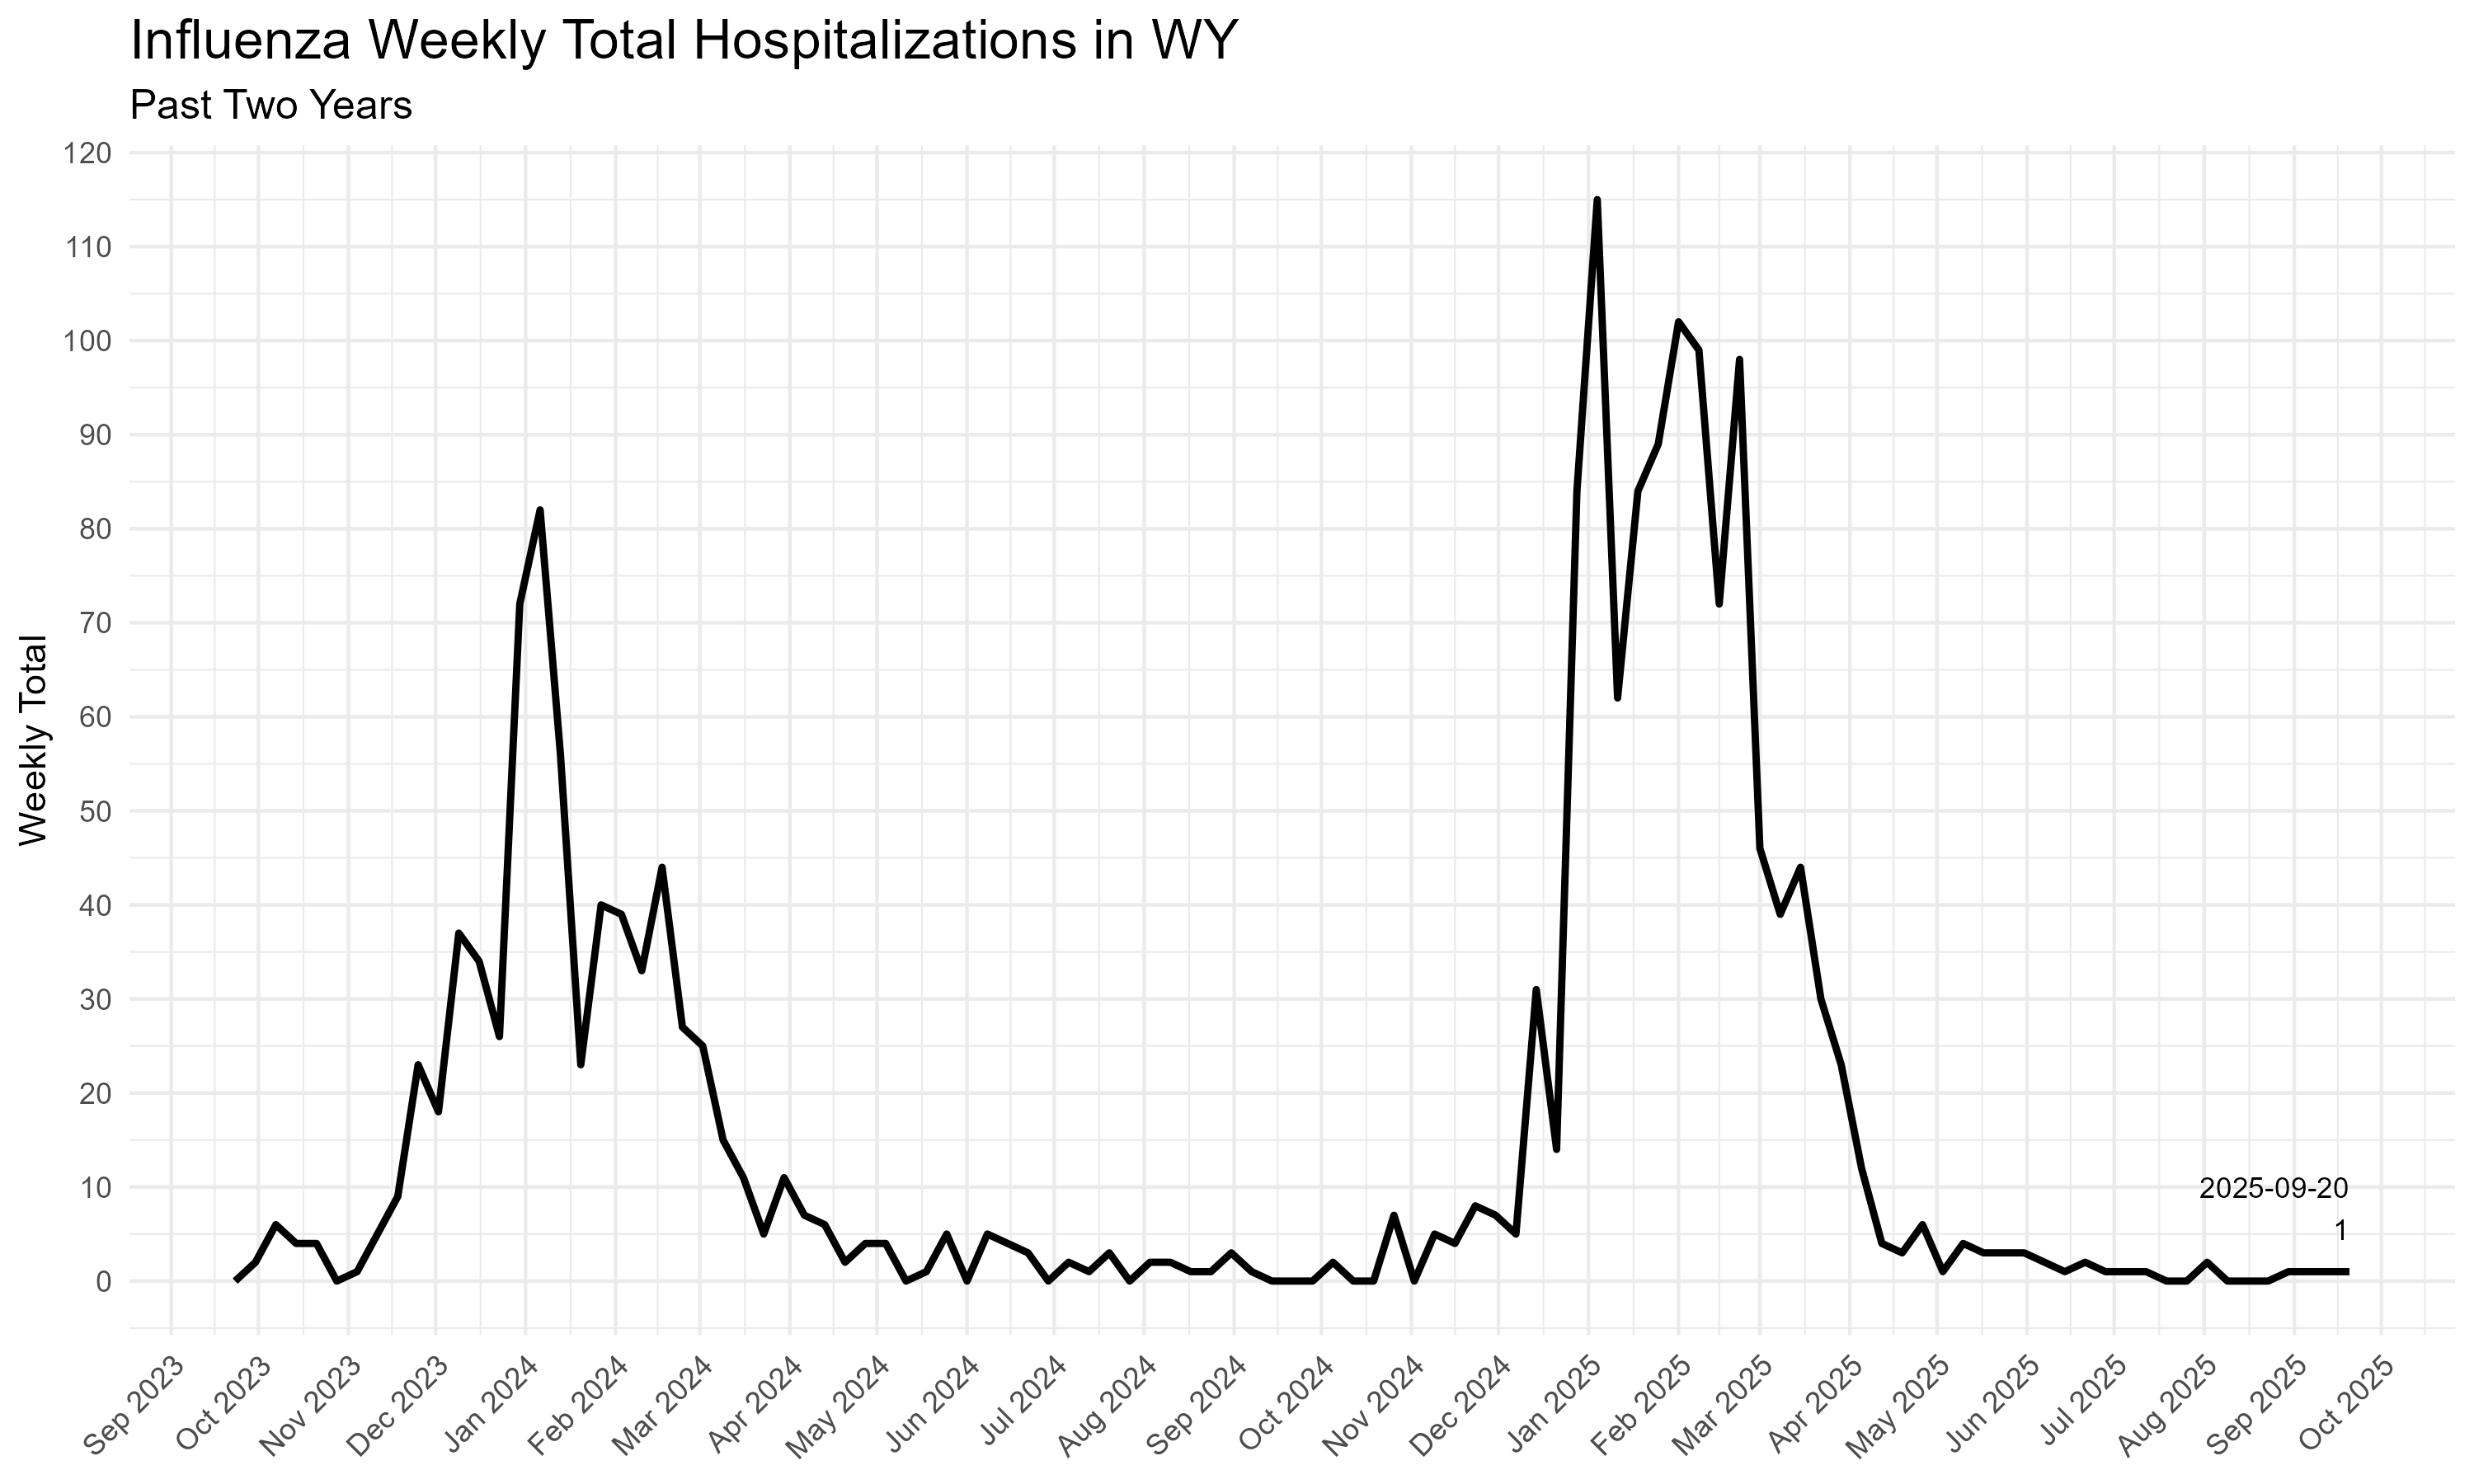 Influenza Weekly Total Hospitalizations in WY
Past Two Years
120
110
100
90
80
70
60
50
40
30
20
10
0
Weekly Total
2025-09-20
1
Sep 2023
Oct 2023
Nov 2023
Dec 2023
Jan 2024
Feb 2024
Mar 2024
Apr 2024
May 2024
Jun 2024
Jul 2024
Aug 2024
Sep 2024
Oct 2024
Nov 2024
Dec 2024
Jan 2025
Feb 2025
Mar 2025
Apr 2025
May 2025
Jun 2025
Jul 2025
Aug 2025
Sep 2025
Oct 2025